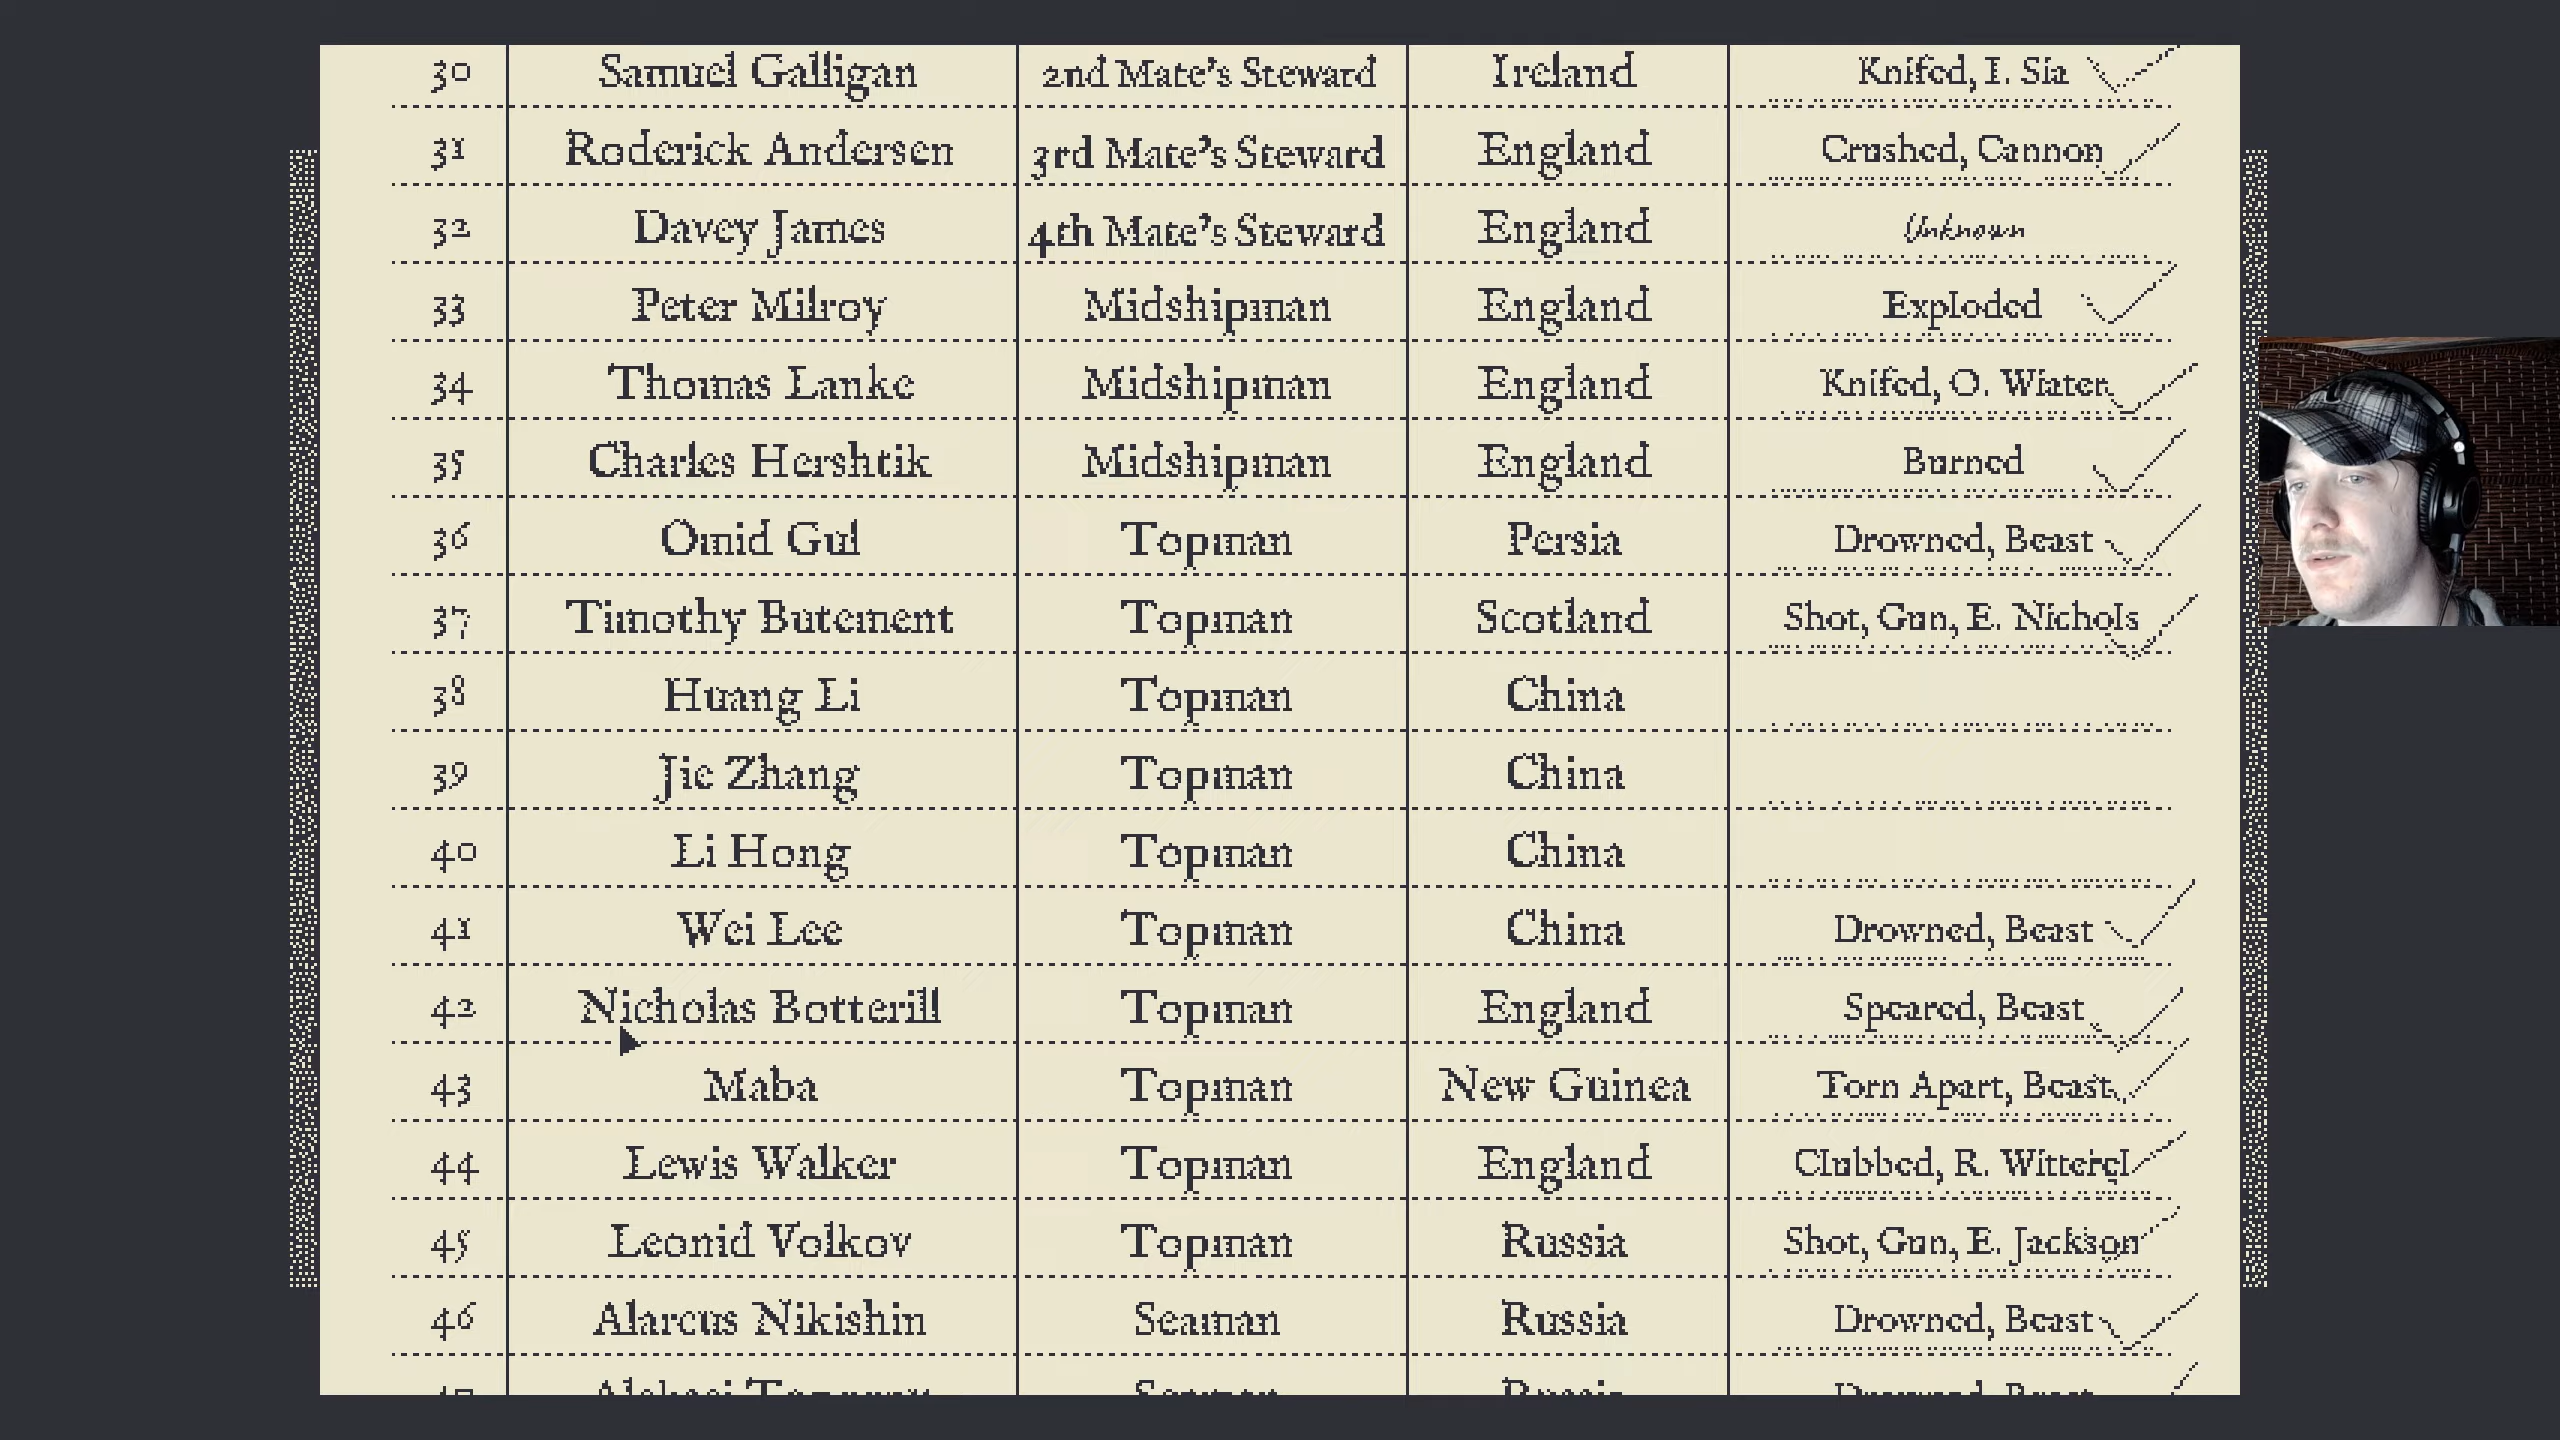 30 Samuel Galligan 2nd Mate's Steward Ireland Knifed, I. Sia
31 Roderick Andersen 3rd Mate's Steward England Crushed, Cannon
32 Davey James 4th Mate's Steward England Unknown
33 Peter Milroy Midshipman England Exploded
34 Thomas Lanke Midshipman England Knifed, O. Wiater
35 Charles Hershtik Midshipman England Burned
36 Omid Gul Topman Persia Drowned, Beast
37 Timothy Butement Topman Scotland Shot, Gun, E. Nichols
38 Huang Li Topman China
39 Jie Zhang Topman China
40 Li Hong Topman China
41 Wei Lee Topman China Drowned, Beast
42 Nicholas Botterill Topman England Speared, Beast
43 Maba Topman New Guinea Torn Apart, Beast
44 Lewis Walker Topman England Clubbed, R. Witterel
45 Leonid Volkov Topman Russia Shot, Gun, E. Jackson
46 Alarcus Nikishin Seaman Russia Drowned, Beast